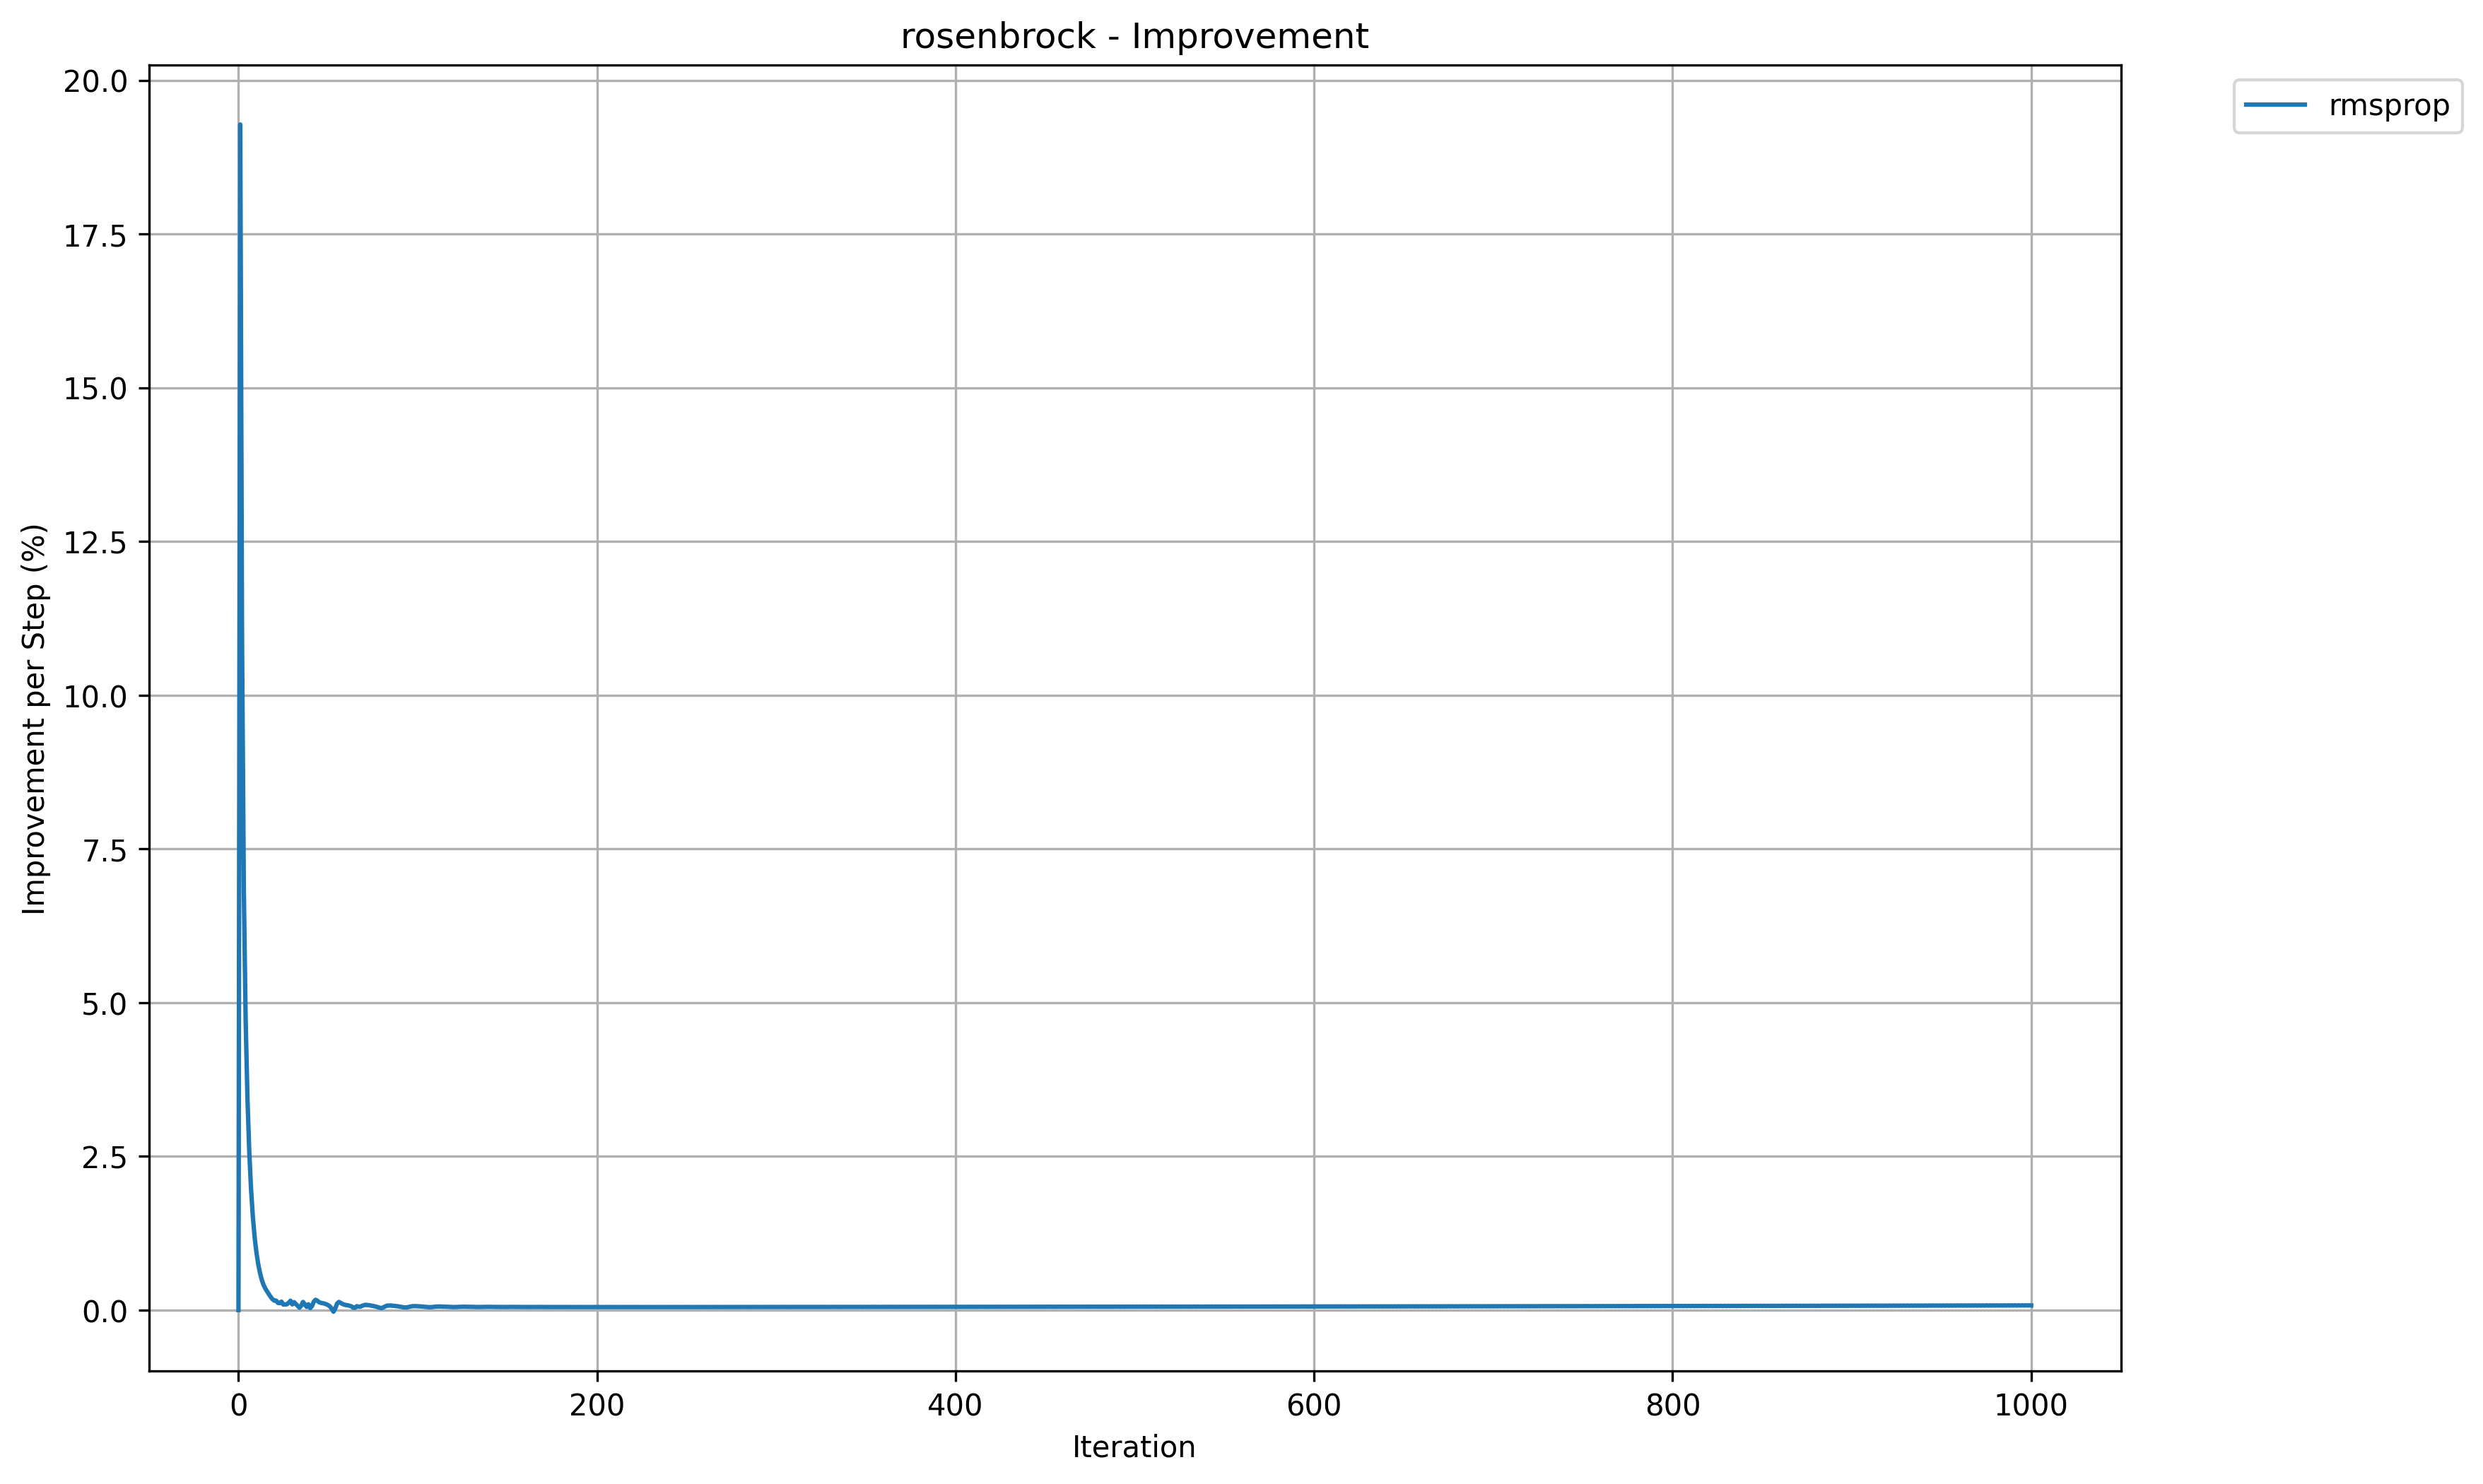 rosenbrock - Improvement
rmsprop
Improvement per Step (%)
20.0
17.5
15.0
12.5
10.0
7.5
5.0
2.5
0.0
0 200 400 600 800 1000
Iteration